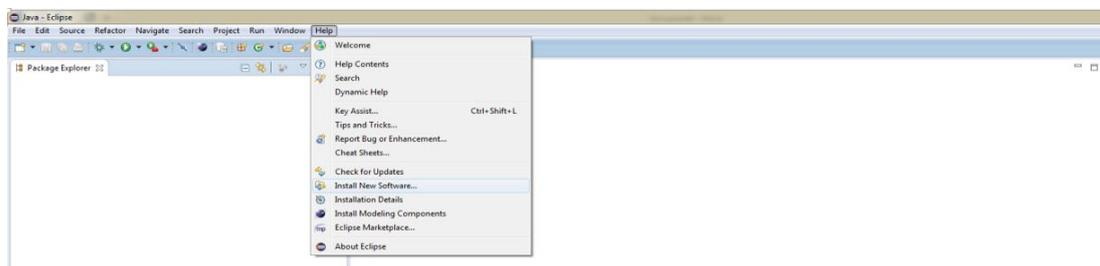 Java - Eclipse
File Edit Source Refactor Navigate Search Project Run Window Help
Package Explorer
Welcome
Help Contents
Search
Dynamic Help
Key Assist... Ctrl+Shift+L
Tips and Tricks...
Report Bug or Enhancement...
Cheat Sheets...
Check for Updates
Install New Software...
Installation Details
Install Modeling Components
Eclipse Marketplace...
About Eclipse